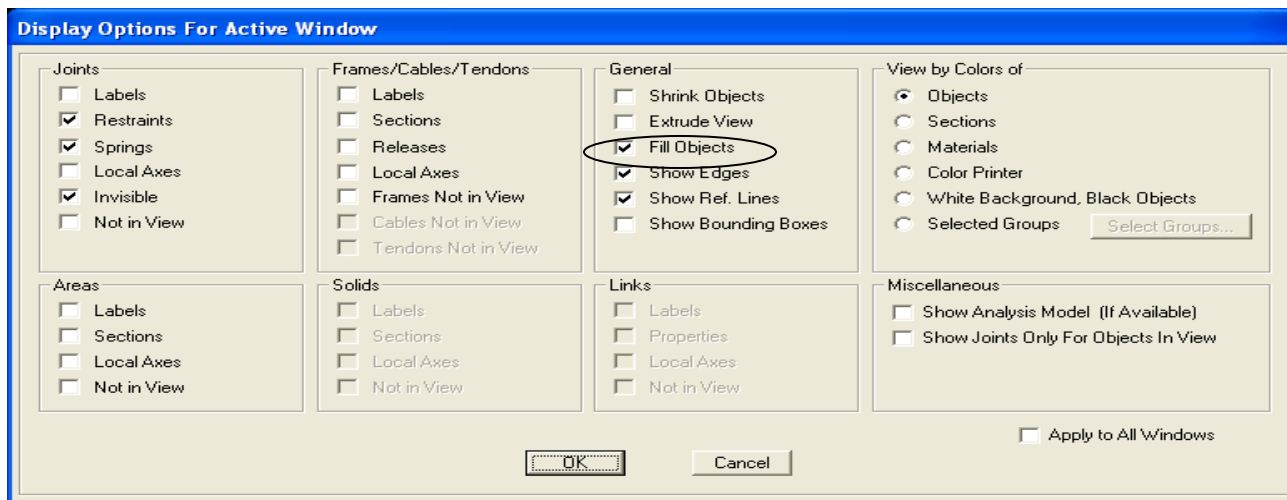 Display Options For Active Window
Joints
Labels
Restraints
Springs
Local Axes
Invisible
Not in View
Frames/Cables/Tendons
Labels
Sections
Releases
Local Axes
Frames Not in View
Cables Not in View
Tendons Not in View
General
Shrink Objects
Extrude View
Fill Objects
Show Edges
Show Ref. Lines
Show Bounding Boxes
View by Colors of
Objects
Sections
Materials
Color Printer
White Background, Black Objects
Selected Groups
Select Groups...
Areas
Labels
Sections
Local Axes
Not in View
Solids
Labels
Sections
Local Axes
Not in View
Links
Labels
Properties
Local Axes
Not in View
Miscellaneous
Show Analysis Model (If Available)
Show Joints Only For Objects In View
Apply to All Windows
OK
Cancel